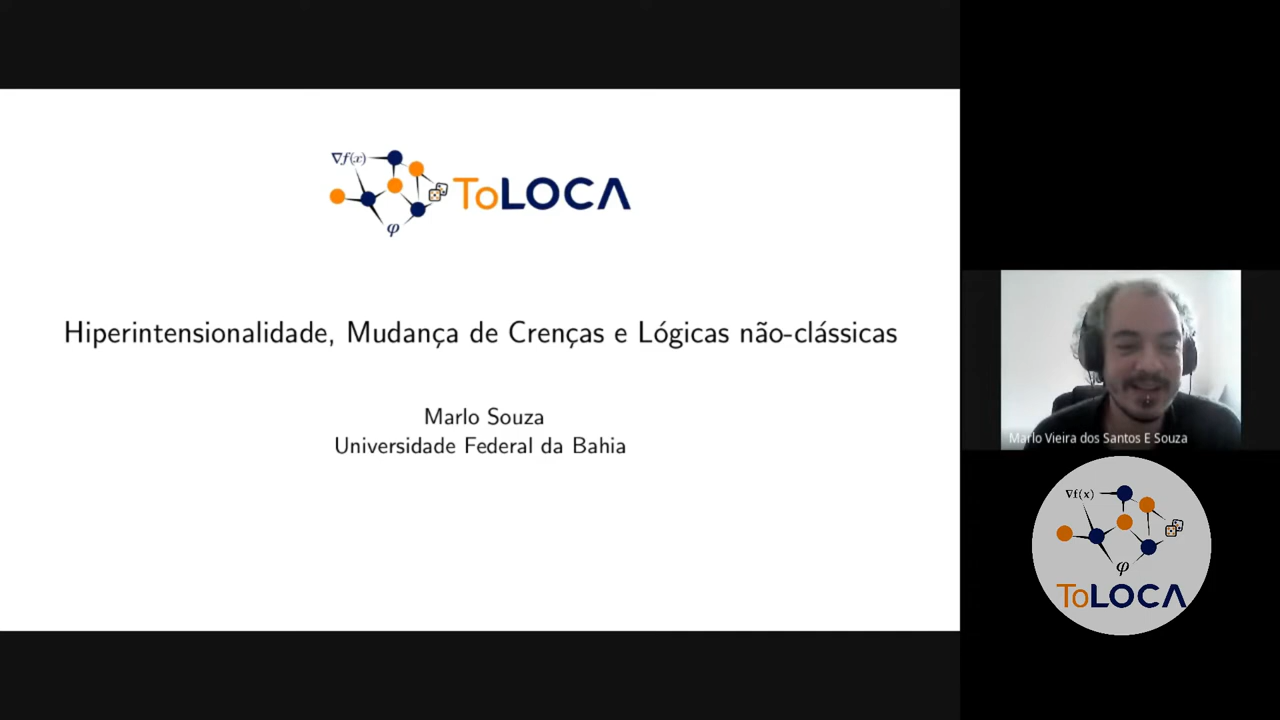 ∇f(x)
φ
ToLOCA
Hiperintensionalidade, Mudança de Crenças e Lógicas não-clássicas
Marlo Souza
Universidade Federal da Bahia
Marlo Vieira dos Santos E Souza
∇f(x)
φ
ToLOCA